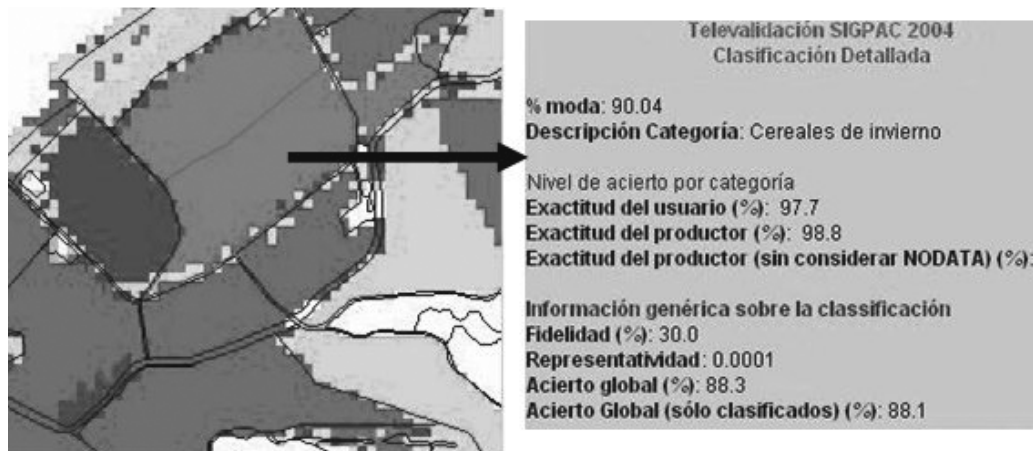 Televalidación SIGPAC 2004
Clasificación Detallada
% moda: 90.04
Descripción Categoría: Cereales de invierno
Nivel de acierto por categoría
Exactitud del usuario (%): 97.7
Exactitud del productor (%): 98.8
Exactitud del productor (sin considerar NODATA) (%):
Información genérica sobre la classificación
Fidelidad (%): 30.0
Representatividad: 0.0001
Acierto global (%): 88.3
Acierto Global (sólo clasificados) (%): 88.1